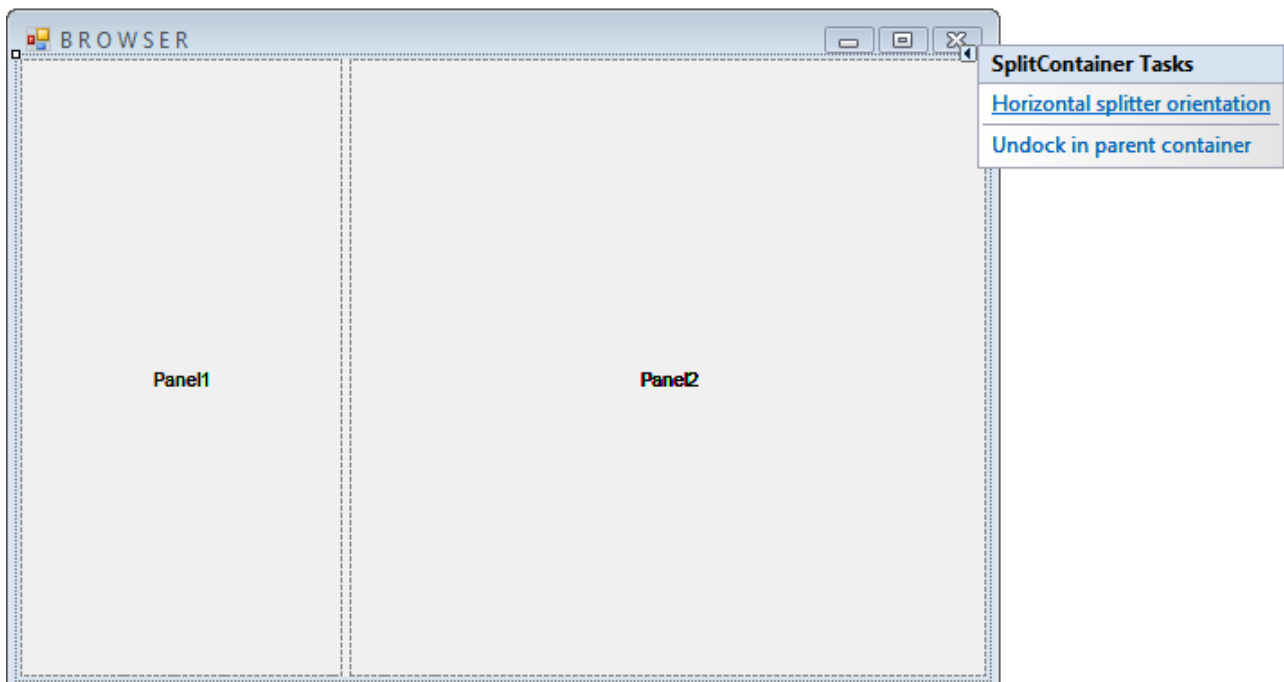 BROWSER
SplitContainer Tasks
Horizontal splitter orientation
Undock in parent container
Panel1
Panel2